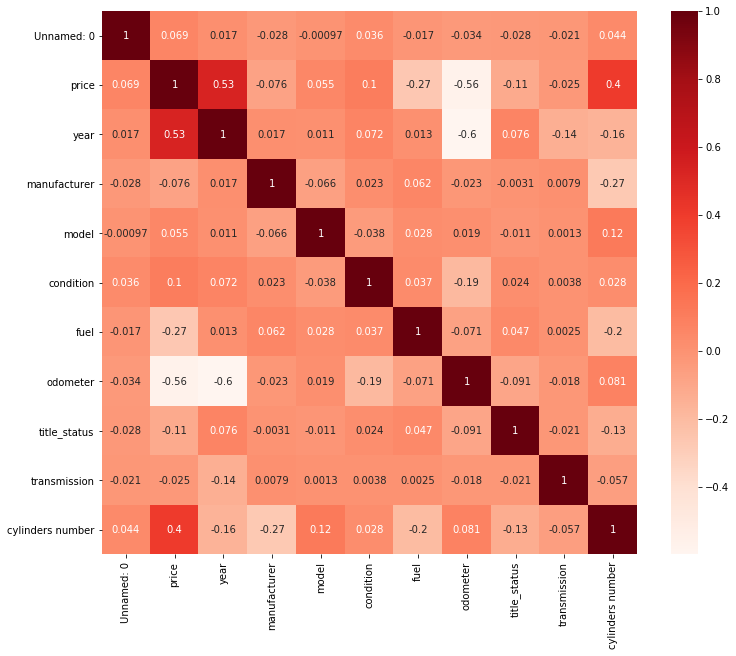 Unnamed: 0 1 0.069 0.017 -0.028 -0.00097 0.036 -0.017 -0.034 -0.028 -0.021 0.044
price 0.069 1 0.53 -0.076 0.055 0.1 -0.27 -0.56 -0.11 -0.025 0.4
year 0.017 0.53 1 0.017 0.011 0.072 0.013 -0.6 0.076 -0.14 -0.16
manufacturer -0.028 -0.076 0.017 1 -0.066 0.023 0.062 -0.023 -0.0031 0.0079 -0.27
model -0.00097 0.055 0.011 -0.066 1 -0.038 0.028 0.019 -0.011 0.0013 0.12
condition 0.036 0.1 0.072 0.023 -0.038 1 0.037 -0.19 0.024 0.0038 0.028
fuel -0.017 -0.27 0.013 0.062 0.028 0.037 1 -0.071 0.047 0.0025 -0.2
odometer -0.034 -0.56 -0.6 -0.023 0.019 -0.19 -0.071 1 -0.091 -0.018 0.081
title_status -0.028 -0.11 0.076 -0.0031 -0.011 0.024 0.047 -0.091 1 -0.021 -0.13
transmission -0.021 -0.025 -0.14 0.0079 0.0013 0.0038 0.0025 -0.018 -0.021 1 -0.057
cylinders number 0.044 0.4 -0.16 -0.27 0.12 0.028 -0.2 0.081 -0.13 -0.057 1
Unnamed: 0
price
year
manufacturer
model
condition
fuel
odometer
title_status
transmission
cylinders number
1.0
0.8
0.6
0.4
0.2
0.0
−0.2
−0.4